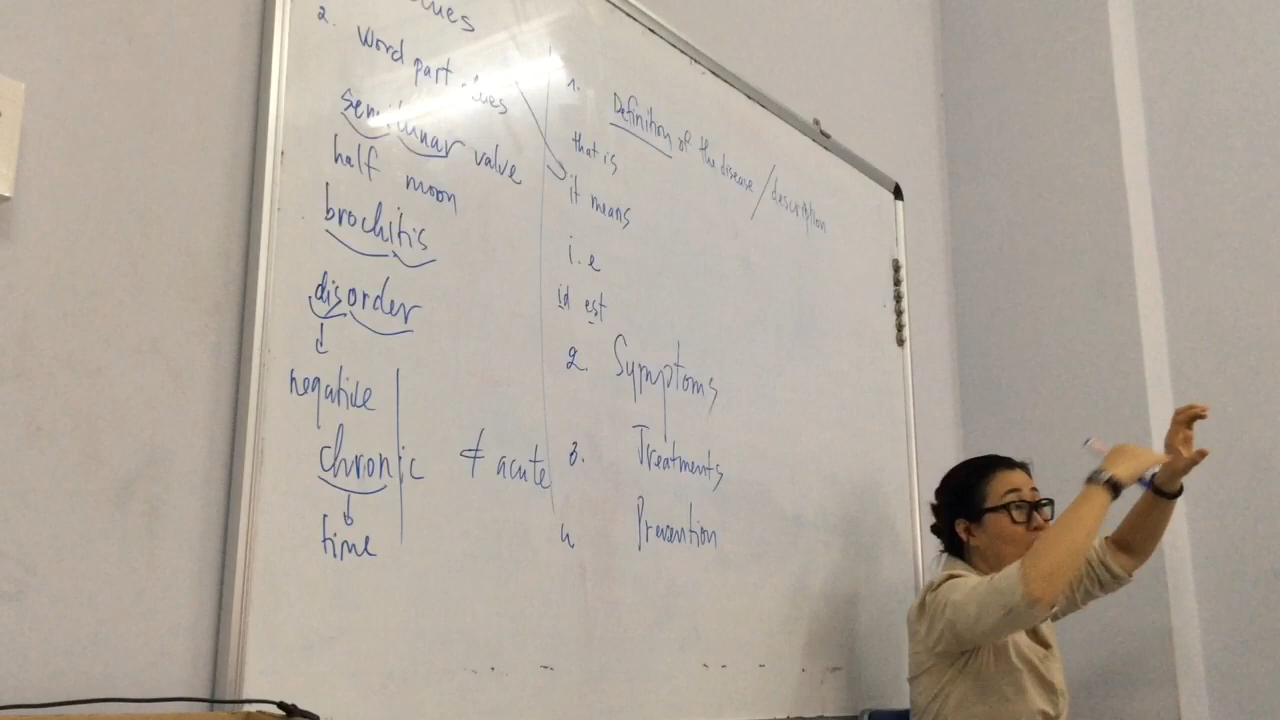 2. Word part clues
semilunar valve
half moon
brochitis
disorder
negative
chronic ≠ acute
time
1. Definition of the disease / description
that is
it means
i.e
id est
2. Symptoms
3. Treatments
4 Prevention